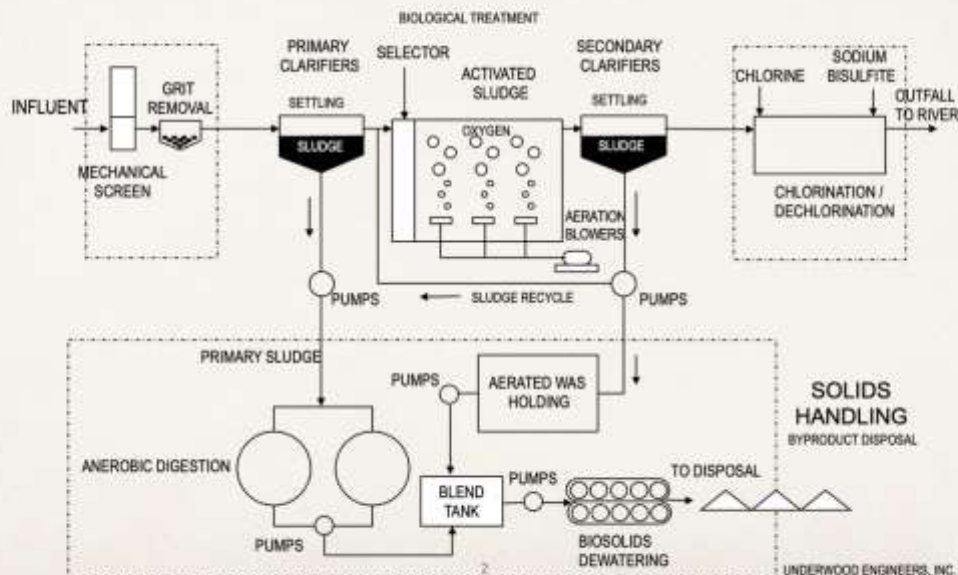 BIOLOGICAL TREATMENT
PRIMARY
CLARIFIERS
SELECTOR
ACTIVATED
SLUDGE
SECONDARY
CLARIFIERS
SODIUM
BISULFITE
CHLORINE
INFLUENT
GRIT
REMOVAL
SETTLING
OXYGEN
SETTLING
OUTFALL
TO RIVER
SLUDGE
SLUDGE
MECHANICAL
SCREEN
CHLORINATION /
DECHLORINATION
AERATION
BLOWERS
PUMPS
SLUDGE RECYCLE
PUMPS
PRIMARY SLUDGE
PUMPS
AERATED WAS
HOLDING
SOLIDS
HANDLING
BYPRODUCT DISPOSAL
ANEROBIC DIGESTION
BLEND
TANK
PUMPS
TO DISPOSAL
PUMPS
BIOSOLIDS
DEWATERING
2
UNDERWOOD ENGINEERS, INC.